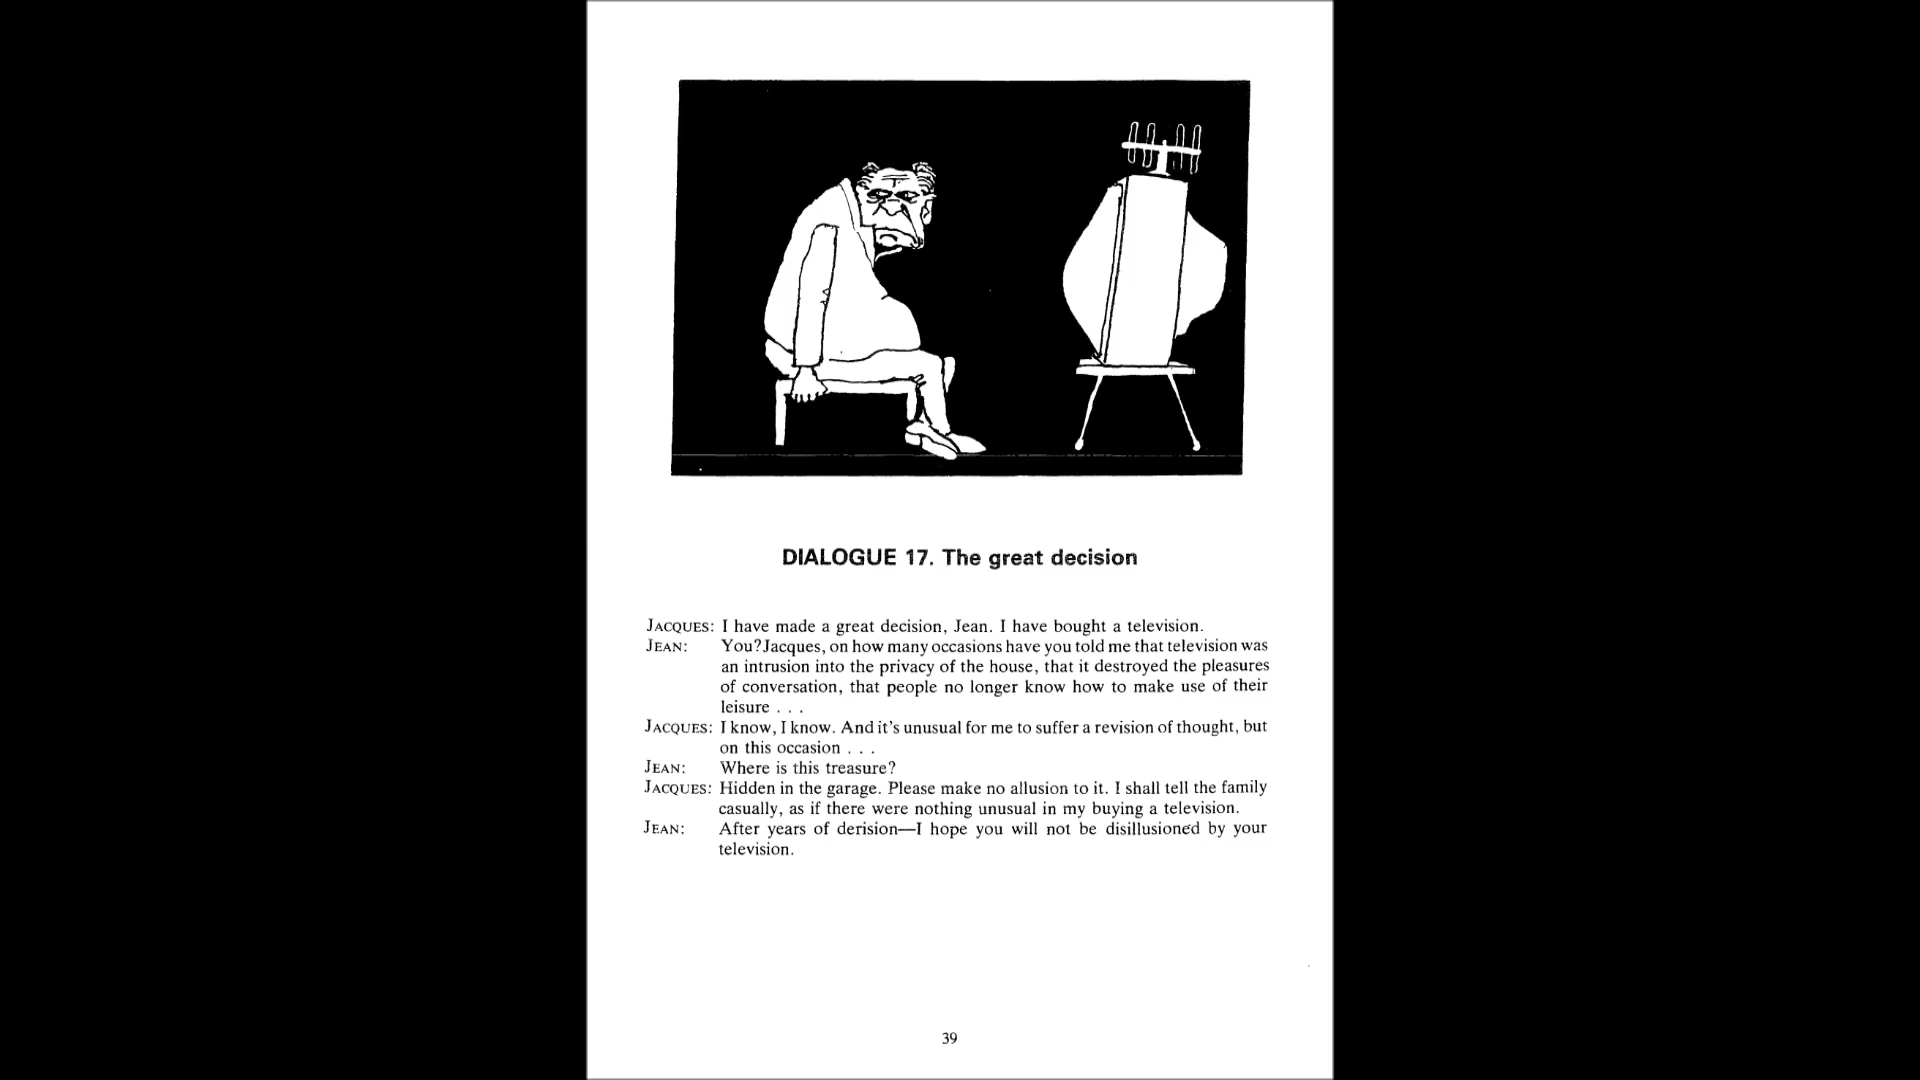 DIALOGUE 17. The great decision
JACQUES: I have made a great decision, Jean. I have bought a television.
JEAN: You? Jacques, on how many occasions have you told me that television was
an intrusion into the privacy of the house, that it destroyed the pleasures
of conversation, that people no longer know how to make use of their
leisure . . .
JACQUES: I know, I know. And it's unusual for me to suffer a revision of thought, but
on this occasion . . .
JEAN: Where is this treasure?
JACQUES: Hidden in the garage. Please make no allusion to it. I shall tell the family
casually, as if there were nothing unusual in my buying a television.
JEAN: After years of derision—I hope you will not be disillusioned by your
television.
39